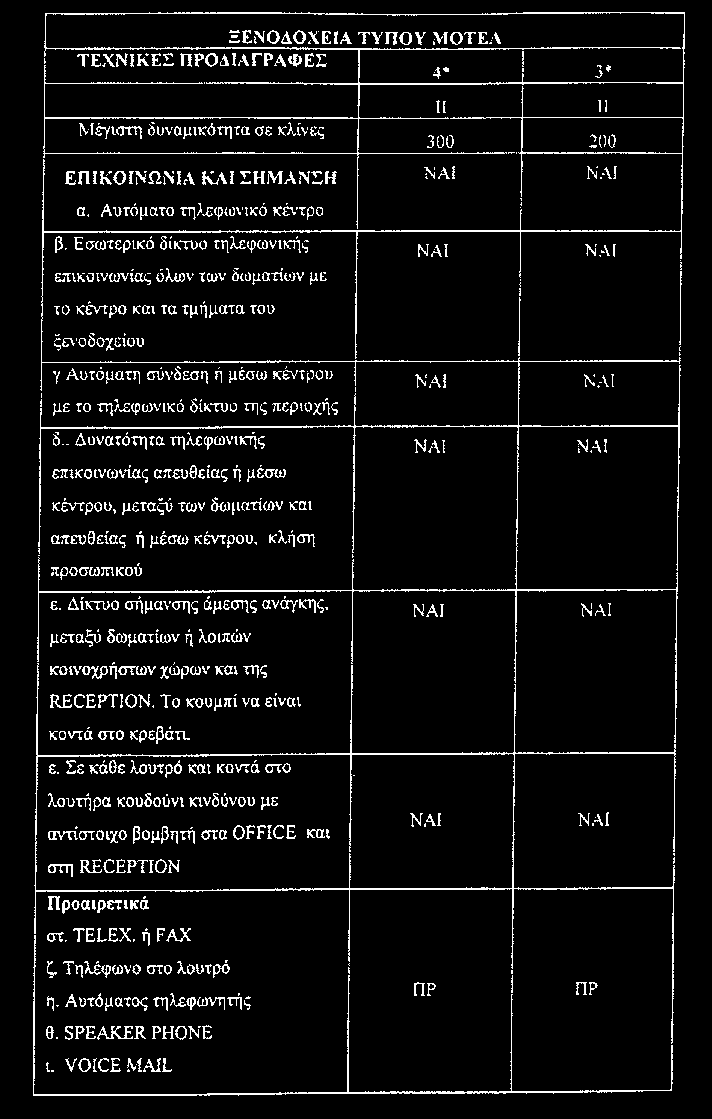 ΞΕΝΟΔΟΧΕΙΑ ΤΥΠΟΥ ΜΟΤΕΛ
ΤΕΧΝΙΚΕΣ ΠΡΟΔΙΑΓΡΑΦΕΣ 4* 3*
Π Π
Μέγιστη δυναμικότητα σε κλίνες 300 200
ΕΠΙΚΟΙΝΩΝΙΑ ΚΑΙ ΣΗΜΑΝΣΗ ΝΑΙ ΝΑΙ
α. Αυτόματο τηλεφωνικό κέντρο
β. Εσωτερικό δίκτυο τηλεφωνικής ΝΑΙ ΝΑΙ
επικοινωνίας όλων των δωματίων με
το κέντρο και τα τμήματα του
ξενοδοχείου
γ Αυτόματη σύνδεση ή μέσω κέντρου ΝΑΙ ΝΑΙ
με το τηλεφωνικό δίκτυο της περιοχής
δ.. Δυνατότητα τηλεφωνικής ΝΑΙ ΝΑΙ
επικοινωνίας απευθείας ή μέσω
κέντρου, μεταξύ των δωματίων και
απευθείας ή μέσω κέντρου, κλήση
προσωπικού
ε. Δίκτυο σήμανσης άμεσης ανάγκης, ΝΑΙ ΝΑΙ
μεταξύ δωματίων ή λοιπών
κοινοχρήστων χώρων και της
RECEPTION. Το κουμπί να είναι
κοντά στο κρεβάτι.
ε. Σε κάθε λουτρό και κοντά στο
λουτήρα κουδούνι κινδύνου με
αντίστοιχο βομβητή στα OFFICE και ΝΑΙ ΝΑΙ
στη RECEPTION
Προαιρετικά
στ. TELEX. ή FAX
ζ. Τηλέφωνο στο λουτρό
η. Αυτόματος τηλεφωνητής ΠΡ ΠΡ
θ. SPEAKER PHONE
ι. VOICE MAIL